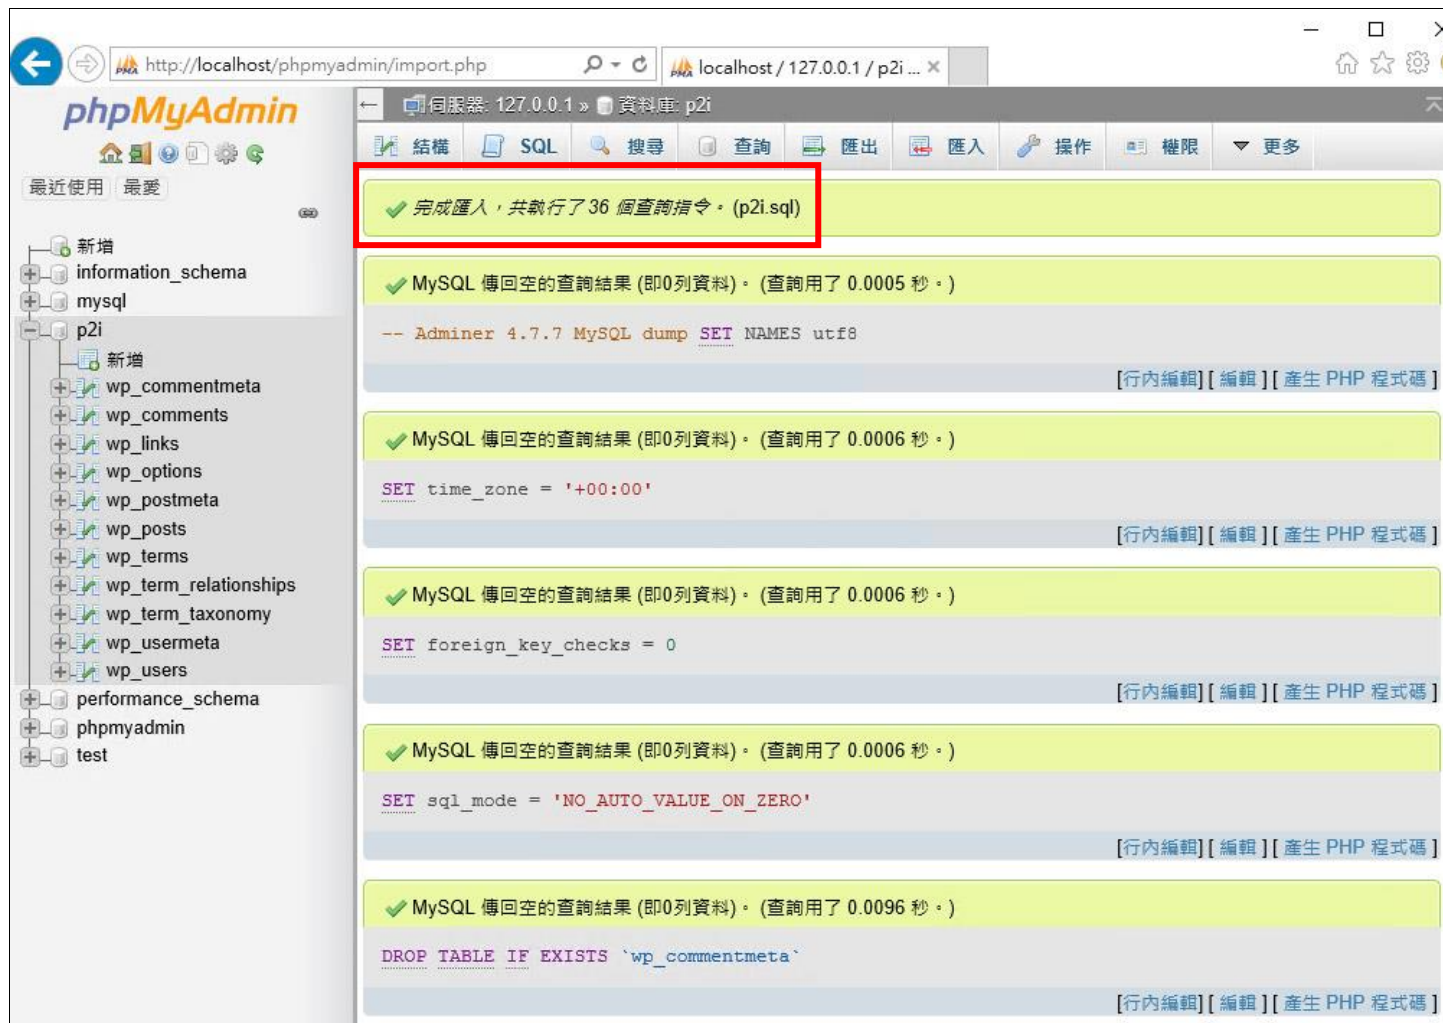 http://localhost/phpmyadmin/import.php
localhost / 127.0.0.1 / p2i ...
phpMyAdmin
最近使用 最愛
新增
information_schema
mysql
p2i
新增
wp_commentmeta
wp_comments
wp_links
wp_options
wp_postmeta
wp_posts
wp_terms
wp_term_relationships
wp_term_taxonomy
wp_usermeta
wp_users
performance_schema
phpmyadmin
test
伺服器: 127.0.0.1 » 資料庫: p2i
結構 SQL 搜尋 查詢 匯出 匯入 操作 權限 更多
完成匯入，共執行了 36 個查詢指令。 (p2i.sql)
MySQL 傳回空的查詢結果 (即0列資料)。 (查詢用了 0.0005 秒。)
-- Adminer 4.7.7 MySQL dump SET NAMES utf8
[行內編輯] [ 編輯 ] [ 產生 PHP 程式碼 ]
MySQL 傳回空的查詢結果 (即0列資料)。 (查詢用了 0.0006 秒。)
SET time_zone = '+00:00'
[行內編輯] [ 編輯 ] [ 產生 PHP 程式碼 ]
MySQL 傳回空的查詢結果 (即0列資料)。 (查詢用了 0.0006 秒。)
SET foreign_key_checks = 0
[行內編輯] [ 編輯 ] [ 產生 PHP 程式碼 ]
MySQL 傳回空的查詢結果 (即0列資料)。 (查詢用了 0.0006 秒。)
SET sql_mode = 'NO_AUTO_VALUE_ON_ZERO'
[行內編輯] [ 編輯 ] [ 產生 PHP 程式碼 ]
MySQL 傳回空的查詢結果 (即0列資料)。 (查詢用了 0.0096 秒。)
DROP TABLE IF EXISTS `wp_commentmeta`
[行內編輯] [ 編輯 ] [ 產生 PHP 程式碼 ]